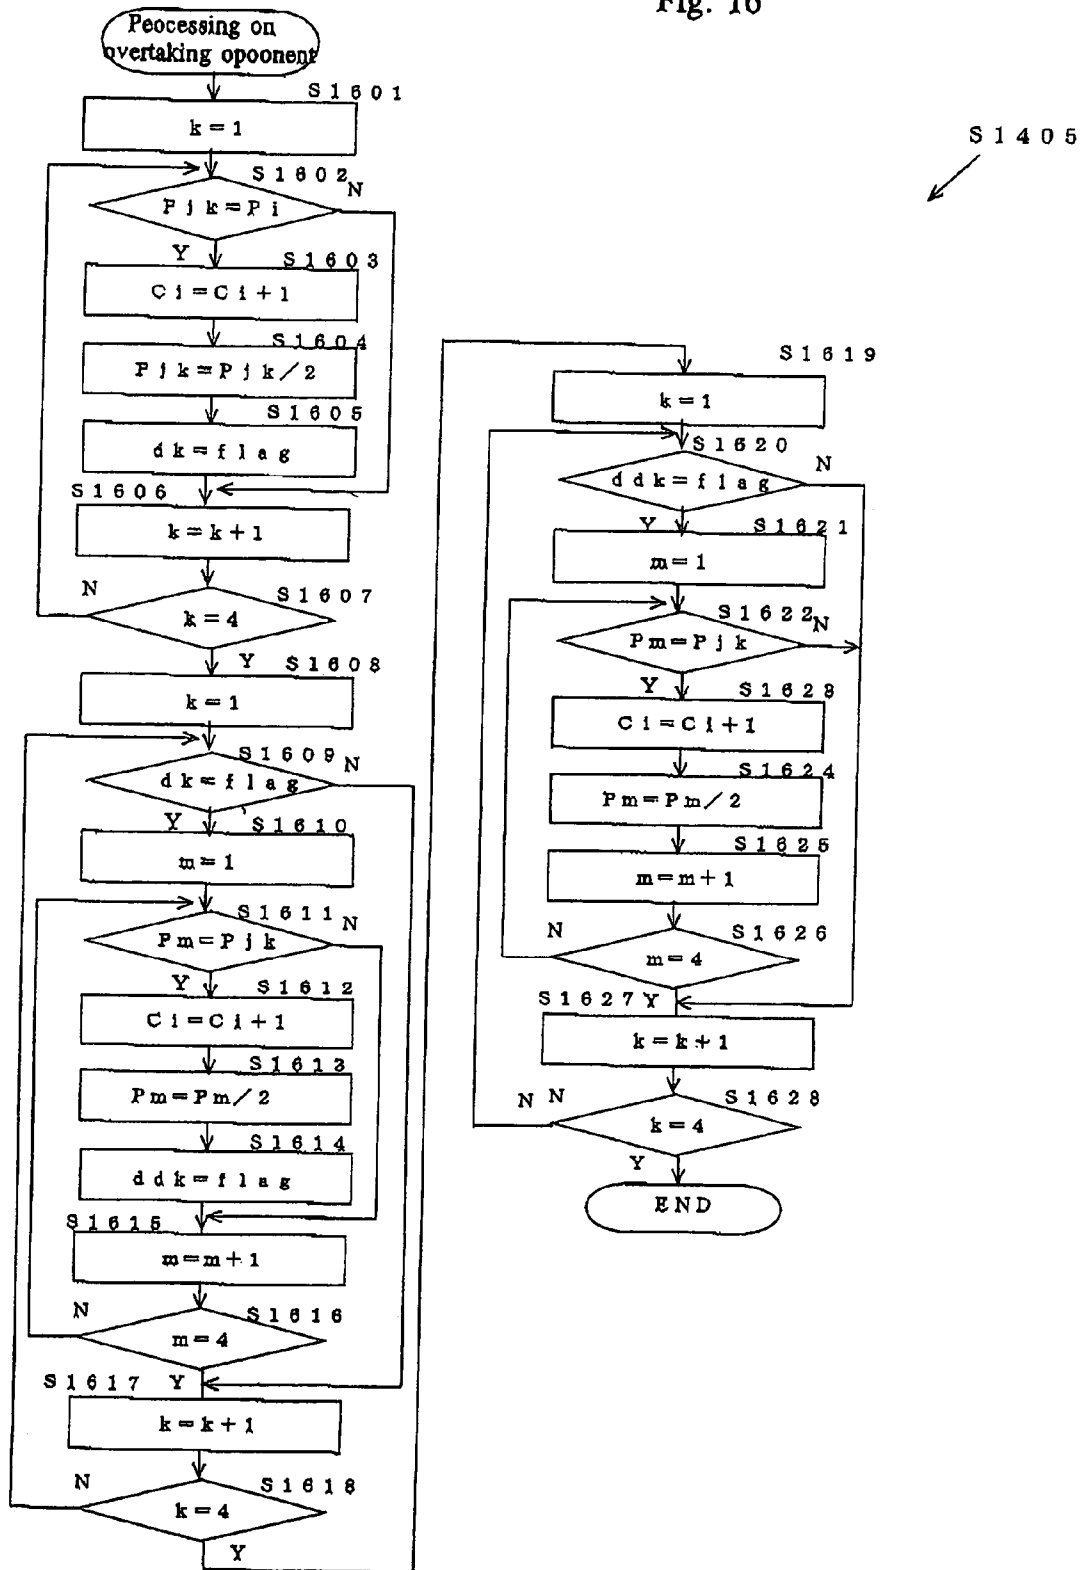 Fig. 16
Peocessing on
overtaking opoonent
S1601
k=1
S1405
S1602
N
Pjk=Pi
Y
S1603
Ci=Ci+1
S1604
Pjk=Pjk/2
S1605
dk=flag
S1606
k=k+1
N
S1607
k=4
Y
S1608
k=1
S1609
N
dk=flag
Y
S1610
m=1
S1611
N
Pm=Pjk
Y
S1612
Ci=Ci+1
S1613
Pm=Pm/2
S1614
ddk=flag
S1615
m=m+1
N
S1616
m=4
S1617
Y
k=k+1
N
S1618
k=4
Y
S1619
k=1
S1620
N
ddk=flag
Y
S1621
m=1
S1622
N
Pm=Pjk
Y
S1623
Ci=Ci+1
S1624
Pm=Pm/2
S1625
m=m+1
N
S1626
m=4
S1627
Y
k=k+1
N
N
S1628
k=4
Y
END